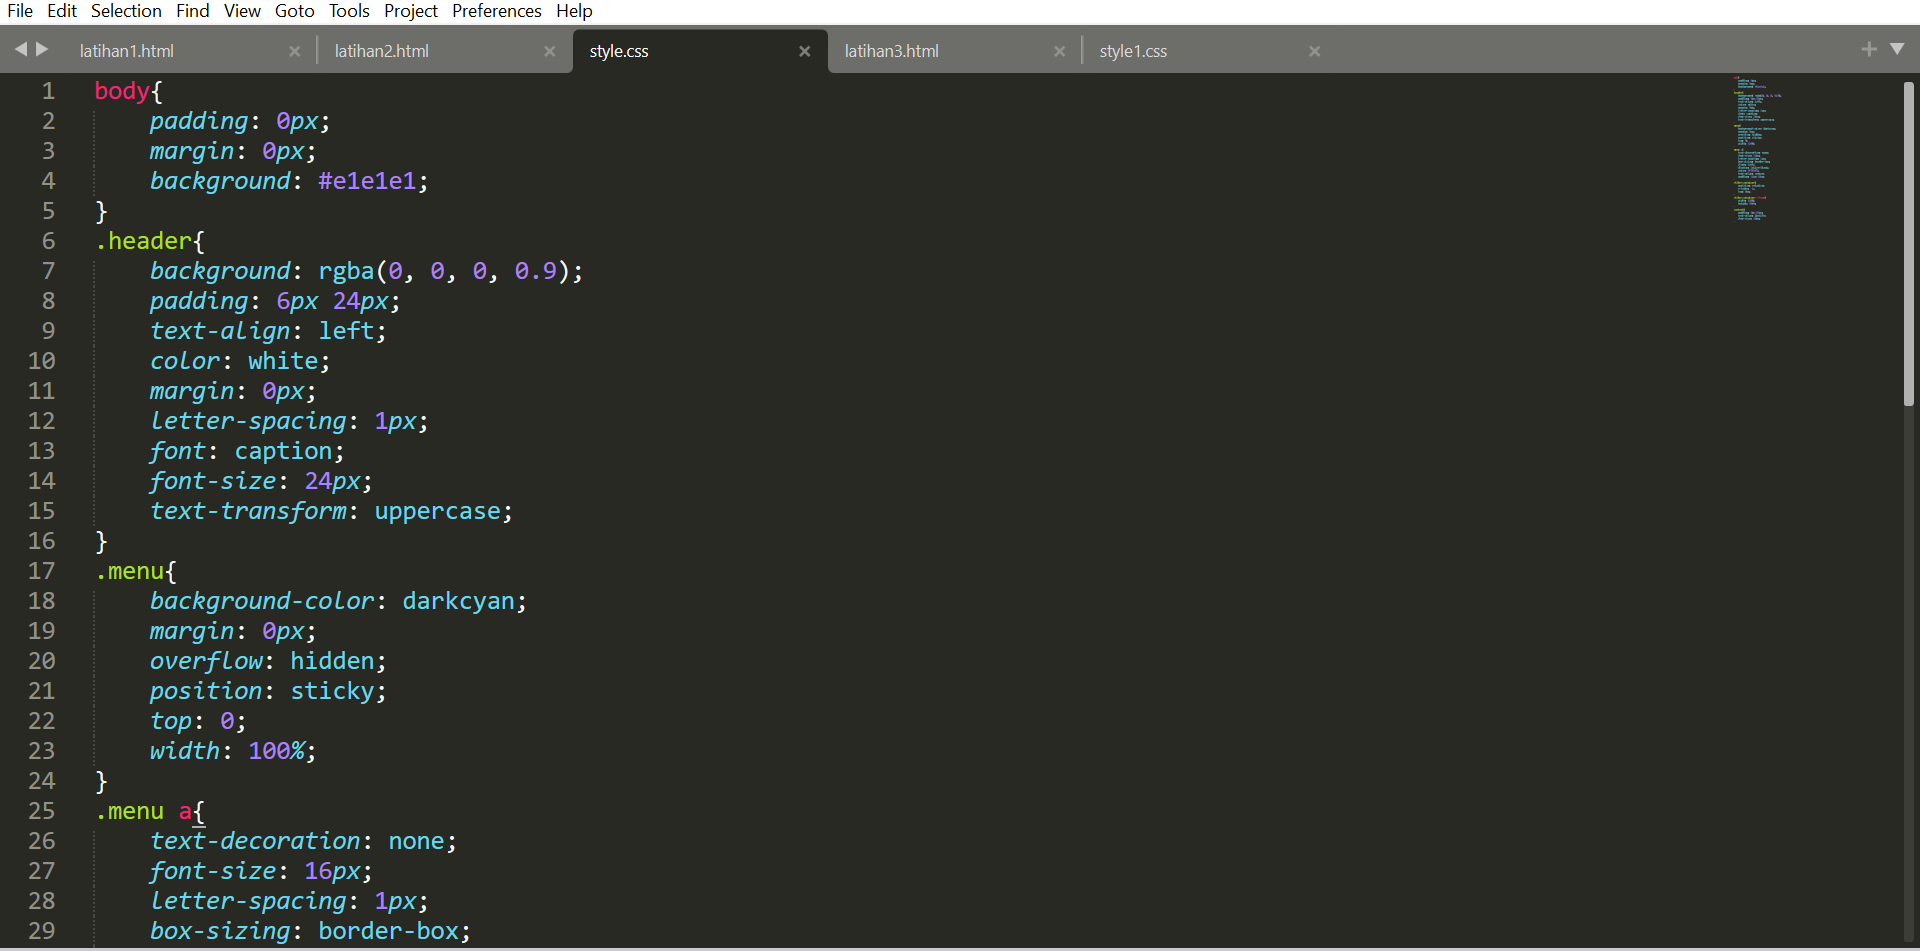 File Edit Selection Find View Goto Tools Project Preferences Help
latihan1.html × latihan2.html × style.css × latihan3.html × style1.css ×
1 body{
2 padding: 0px;
3 margin: 0px;
4 background: #e1e1e1;
5 }
6 .header{
7 background: rgba(0, 0, 0, 0.9);
8 padding: 6px 24px;
9 text-align: left;
10 color: white;
11 margin: 0px;
12 letter-spacing: 1px;
13 font: caption;
14 font-size: 24px;
15 text-transform: uppercase;
16 }
17 .menu{
18 background-color: darkcyan;
19 margin: 0px;
20 overflow: hidden;
21 position: sticky;
22 top: 0;
23 width: 100%;
24 }
25 .menu a{
26 text-decoration: none;
27 font-size: 16px;
28 letter-spacing: 1px;
29 box-sizing: border-box;